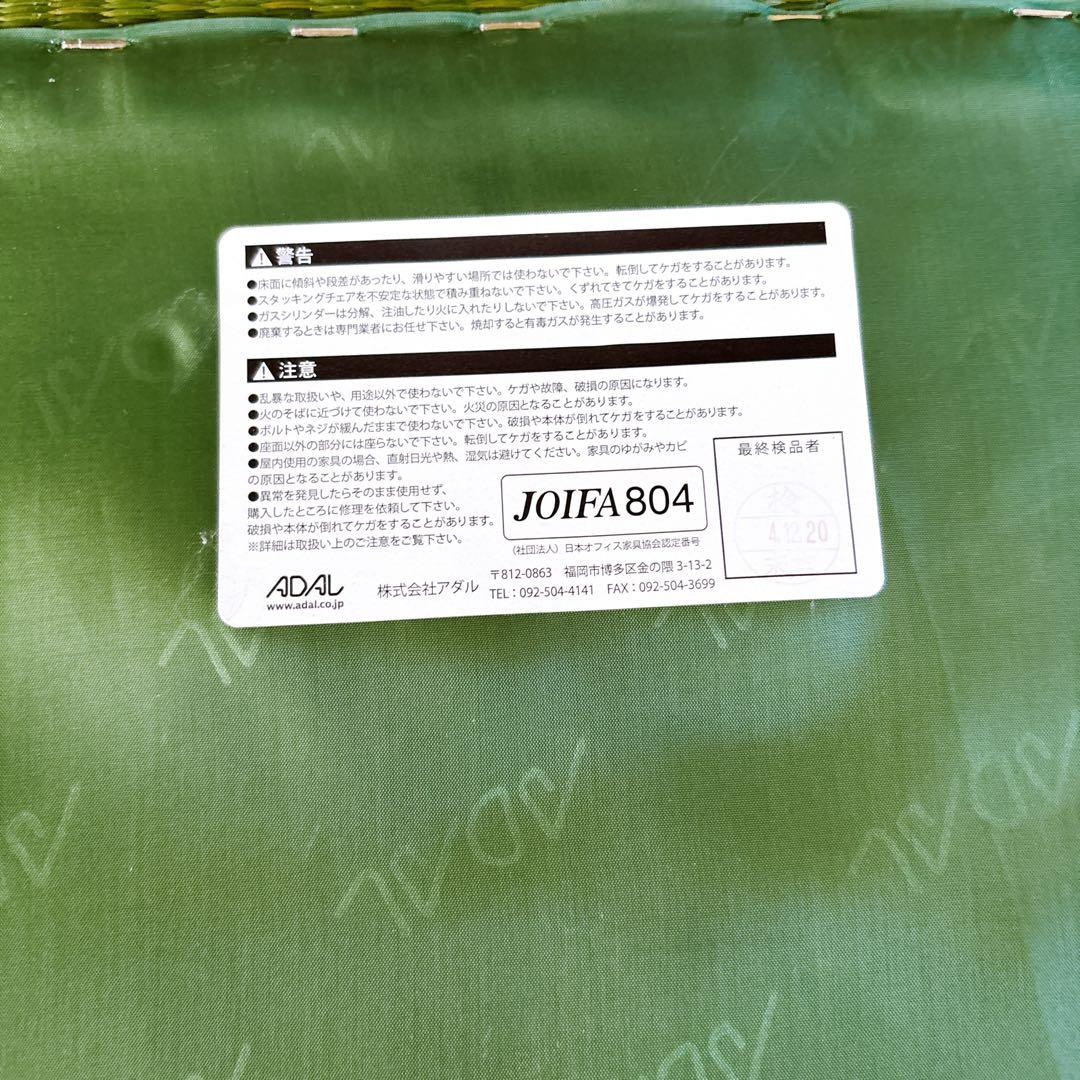 警告
●床面に傾斜や段差があったり、滑りやすい場所では使わないで下さい。転倒してケガをすることがあります。
●スタッキングチェアを不安定な状態で積み重ねないで下さい。くずれてきてケガをすることがあります。
●ガスシリンダーは分解、注油したり火に入れたりしないで下さい。高圧ガスが爆発してケガをすることがあります。
●廃棄するときは専門業者にお任せ下さい。焼却すると有毒ガスが発生することがあります。
注意
●乱暴な取扱いや、用途以外で使わないで下さい。ケガや故障、破損の原因になります。
●火のそばに近づけて使わないで下さい。火災の原因となることがあります。
●ボルトやネジが緩んだままで使わないで下さい。破損や本体が倒れてケガをすることがあります。
●座面以外の部分には座らないで下さい。転倒してケガをすることがあります。
●屋内使用の家具の場合、直射日光や熱、湿気は避けてください。家具のゆがみやカビ
の原因となることがあります。
●異常を発見したらそのまま使用せず、
購入したところに修理を依頼して下さい。
破損や本体が倒れてケガをすることがあります。
※詳細は取扱い上のご注意をご覧下さい。
JOIFA804
(社団法人)日本オフィス家具協会認定番号
最終検品者
検
4.12.20
ADAL
www.adal.co.jp
株式会社アダル
〒812-0863 福岡市博多区金の隈 3-13-2
TEL:092-504-4141 FAX:092-504-3699